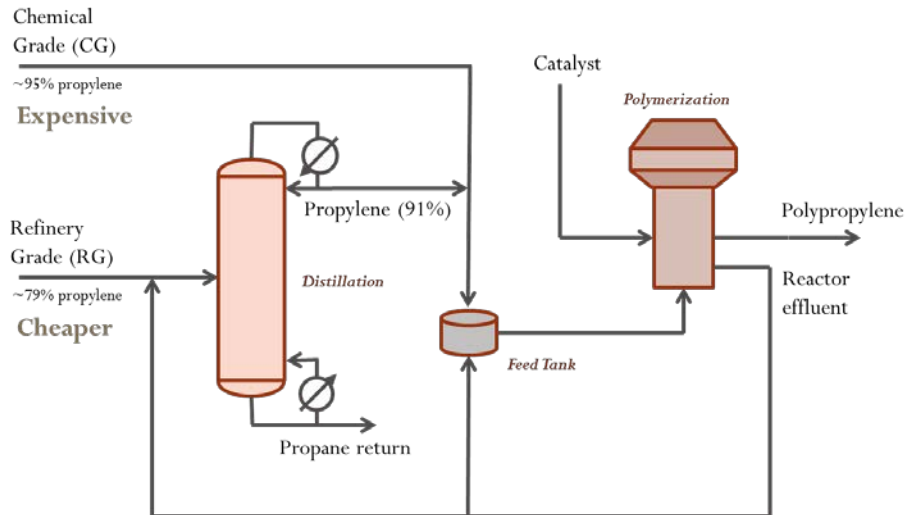 Chemical
Grade (CG)
~95% propylene
Expensive
Catalyst
Polymerization
Propylene (91%)
Polypropylene
Refinery
Grade (RG)
~79% propylene
Cheaper
Distillation
Reactor
effluent
Feed Tank
Propane return